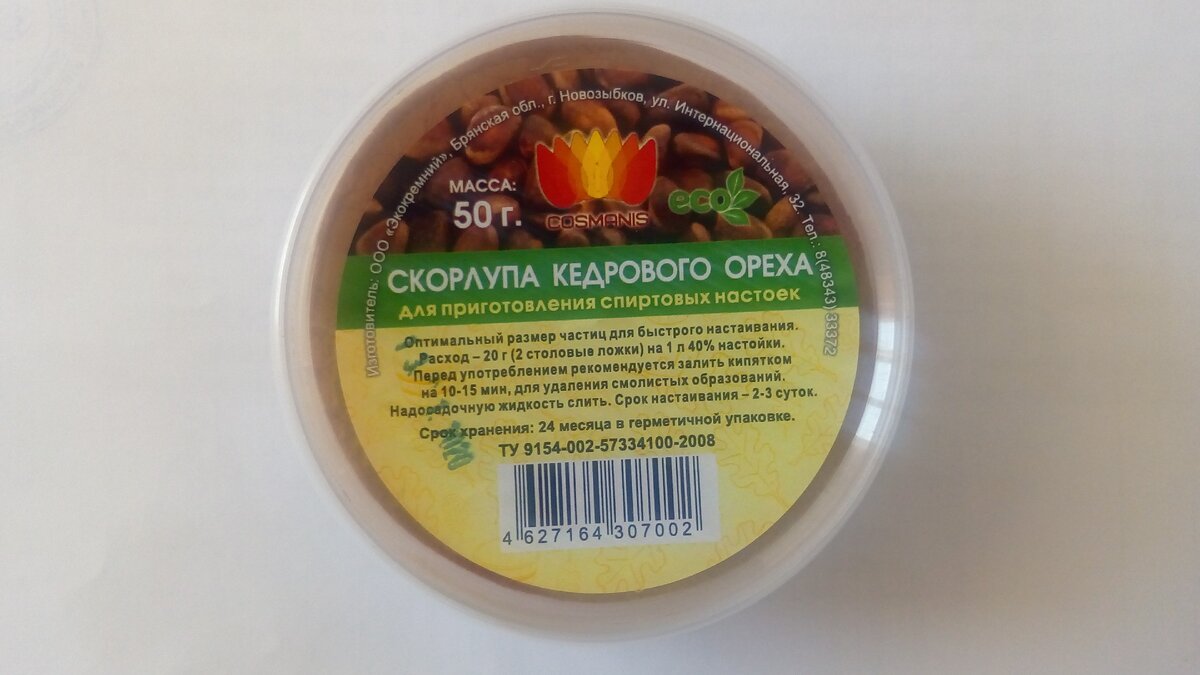 Изготовитель: ООО «Экокремний», Брянская обл., г. Новозыбков, ул. Интернациональная, 32. Тел.: 8(48343) 33372
МАССА:
50 г.
COSMANIS
eco
СКОРЛУПА КЕДРОВОГО ОРЕХА
для приготовления спиртовых настоек
Оптимальный размер частиц для быстрого настаивания.
Расход – 20 г (2 столовые ложки) на 1 л 40% настойки.
Перед употреблением рекомендуется залить кипятком
на 10-15 мин, для удаления смолистых образований.
Надосадочную жидкость слить. Срок настаивания – 2-3 суток.
Срок хранения: 24 месяца в герметичной упаковке.
ТУ 9154-002-57334100-2008
4 627164 307002